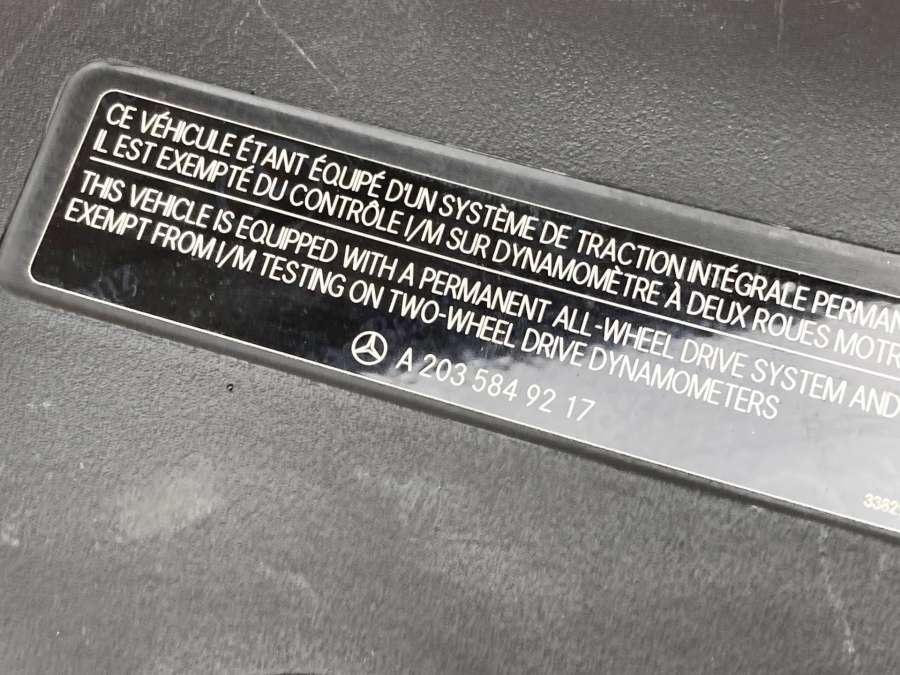 CE VÉHICULE ÉTANT ÉQUIPÉ D'UN SYSTÈME DE TRACTION INTÉGRALE PERMAN
IL EST EXEMPTÉ DU CONTRÔLE I/M SUR DYNAMOMÈTRE À DEUX ROUES MOTR
THIS VEHICLE IS EQUIPPED WITH A PERMANENT ALL-WHEEL DRIVE SYSTEM AND
EXEMPT FROM I/M TESTING ON TWO-WHEEL DRIVE DYNAMOMETERS
A 203 584 92 17